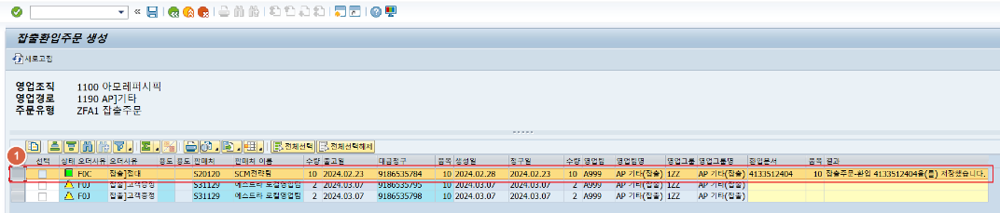 잡출환입주문 생성
새로고침
영업조직 1100 아모레퍼시픽
영업경로 1190 AP]기타
주문유형 ZFA1 잡출주문
전체선택 전체선택해제
1
선택 상태 오더사유 오더사유 용도 용도 판매처 판매처 이름 수량 출고일 대금청구 품목 생성일 청구일 수량 영업팀 영업팀명 영업그룹 영업그룹명 환입문서 품목 결과
F0C 잡출]접대 S20120 SCM전략팀 10 2024.02.23 9186535784 10 2024.02.28 2024.02.23 10 A999 AP 기타(잡출) 1ZZ AP 기타(잡출) 4133512404 10 잡출주문-환입 4133512404을(를) 저장했습니다.
F0J 잡출]고객증정 S31129 에스트라 로컬영업팀 2 2024.03.07 9186535795 10 2024.03.07 2024.03.07 2 A999 AP 기타(잡출) 1ZZ AP 기타(잡출)
F0J 잡출]고객증정 S31129 에스트라 로컬영업팀 2 2024.03.07 9186535798 10 2024.03.07 2024.03.07 2 A999 AP 기타(잡출) 1ZZ AP 기타(잡출)